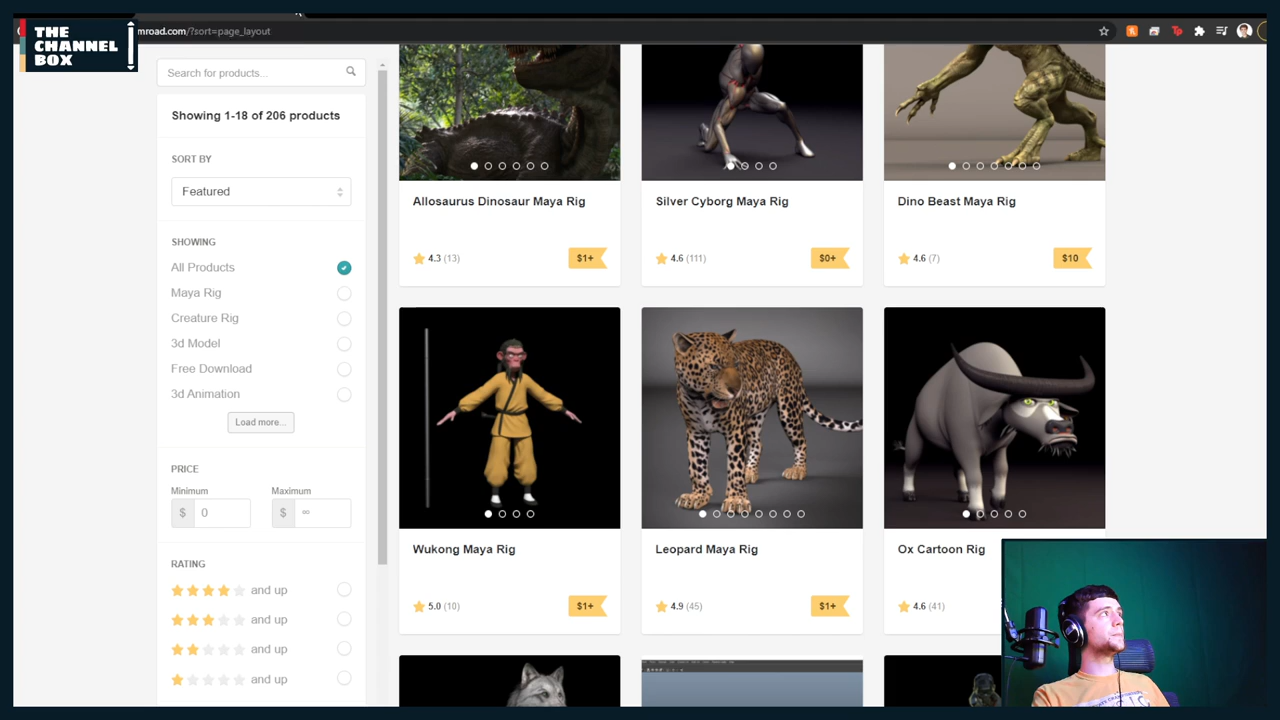 THE
CHANNEL
BOX
mroad.com/?sort=page_layout
Search for products...
Showing 1-18 of 206 products
SORT BY
Featured
SHOWING
All Products
Maya Rig
Creature Rig
3d Model
Free Download
3d Animation
Load more...
PRICE
Minimum
Maximum
$ 0
$ ∞
RATING
and up
and up
and up
and up
Allosaurus Dinosaur Maya Rig
4.3 (13)
$1+
Silver Cyborg Maya Rig
4.6 (111)
$0+
Dino Beast Maya Rig
4.6 (7)
$10
Wukong Maya Rig
5.0 (10)
$1+
Leopard Maya Rig
4.9 (45)
$1+
Ox Cartoon Rig
4.6 (41)